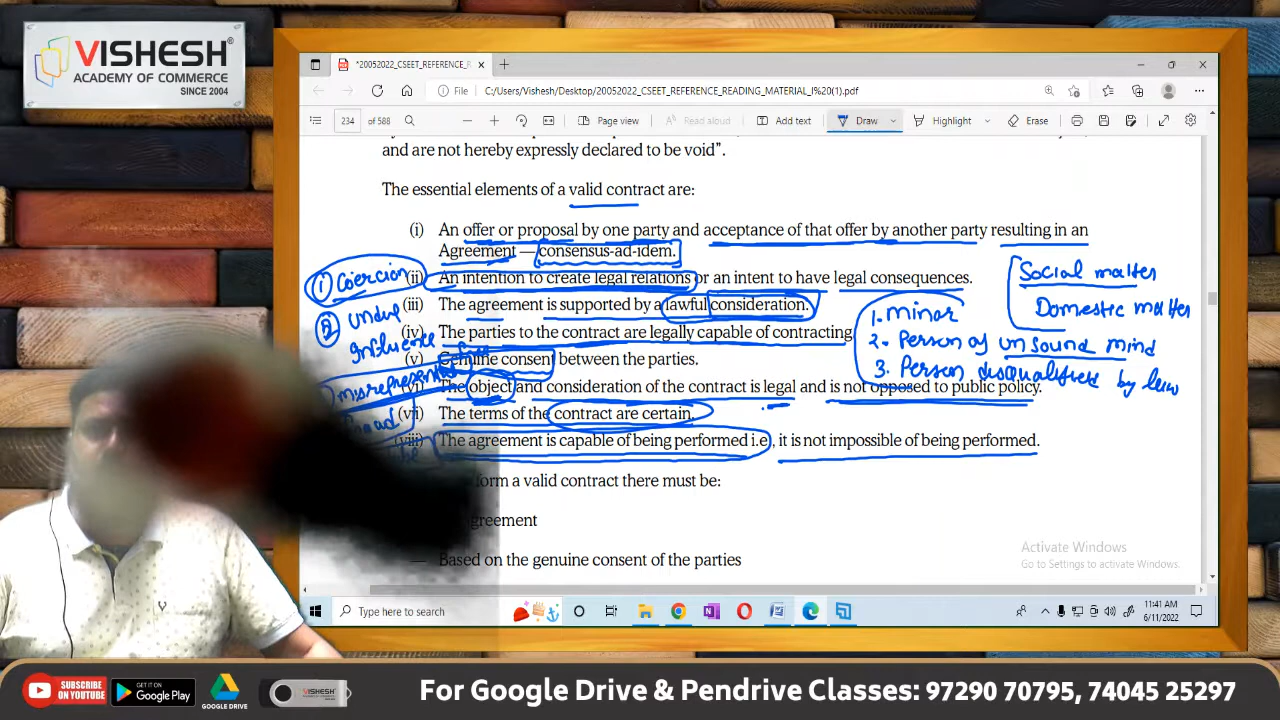 VISHESH®
ACADEMY OF COMMERCE
SINCE 2004
*20052022_CSEET_REFERENCE_R
File
C:/Users/Vishesh/Desktop/20052022_CSEET_REFERENCE_READING_MATERIAL_I%20(1).pdf
234 of 588
Page view
Read aloud
Add text
Draw
Highlight
Erase
and are not hereby expressly declared to be void”.
The essential elements of a valid contract are:
(i) An offer or proposal by one party and acceptance of that offer by another party resulting in an
Agreement — consensus-ad-idem.
(ii) An intention to create legal relations or an intent to have legal consequences.
(iii) The agreement is supported by a lawful consideration.
(iv) The parties to the contract are legally capable of contracting
(v) Genuine consent between the parties.
(vi) The object and consideration of the contract is legal and is not opposed to public policy.
(vii) The terms of the contract are certain.
(viii) The agreement is capable of being performed i.e., it is not impossible of being performed.
form a valid contract there must be:
agreement
— Based on the genuine consent of the parties
① Coercion
② undue
influence
Social matter
Domestic matter
1. minor
2. Person of unsound mind
3. Person disqualified by law
Activate Windows
Go to Settings to activate Windows.
Type here to search
11:41 AM
6/11/2022
SUBSCRIBE
ON YOUTUBE
GET IT ON
Google Play
GOOGLE DRIVE
VISHESH
For Google Drive & Pendrive Classes: 97290 70795, 74045 25297